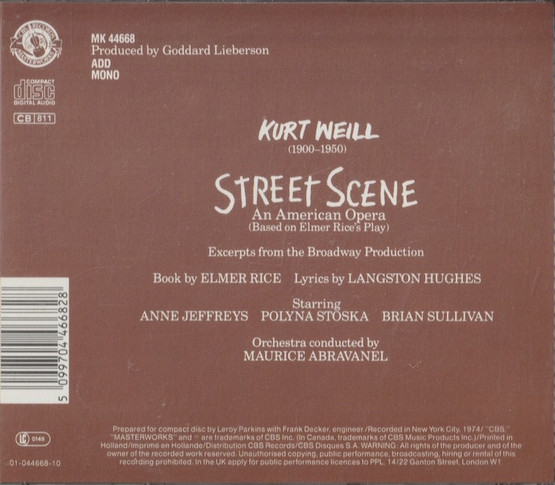 CBS RECORDS
MASTERWORKS
COMPACT
disc
DIGITAL AUDIO
CB 811
MK 44668
Produced by Goddard Lieberson
ADD
MONO
KURT WEILL
(1900–1950)
STREET SCENE
An American Opera
(Based on Elmer Rice's Play)
Excerpts from the Broadway Production
Book by ELMER RICE Lyrics by LANGSTON HUGHES
Starring
ANNE JEFFREYS POLYNA STOSKA BRIAN SULLIVAN
Orchestra conducted by
MAURICE ABRAVANEL
5 099704 466828
LC 0149
01-044668-10
Prepared for compact disc by Leroy Parkins with Frank Decker, engineer/Recorded in New York City, 1974/ "CBS,"
"MASTERWORKS" and are trademarks of CBS Inc. (In Canada, trademarks of CBS Music Products Inc.)/Printed in
Holland/Imprimé en Hollande/Distribution CBS Records/CBS Disques S.A. WARNING: All rights of the producer and of the
owner of the recorded work reserved. Unauthorised copying, public performance, broadcasting, hiring or rental of this
recording prohibited. In the UK apply for public performance licences to PPL, 14/22 Ganton Street, London W1.